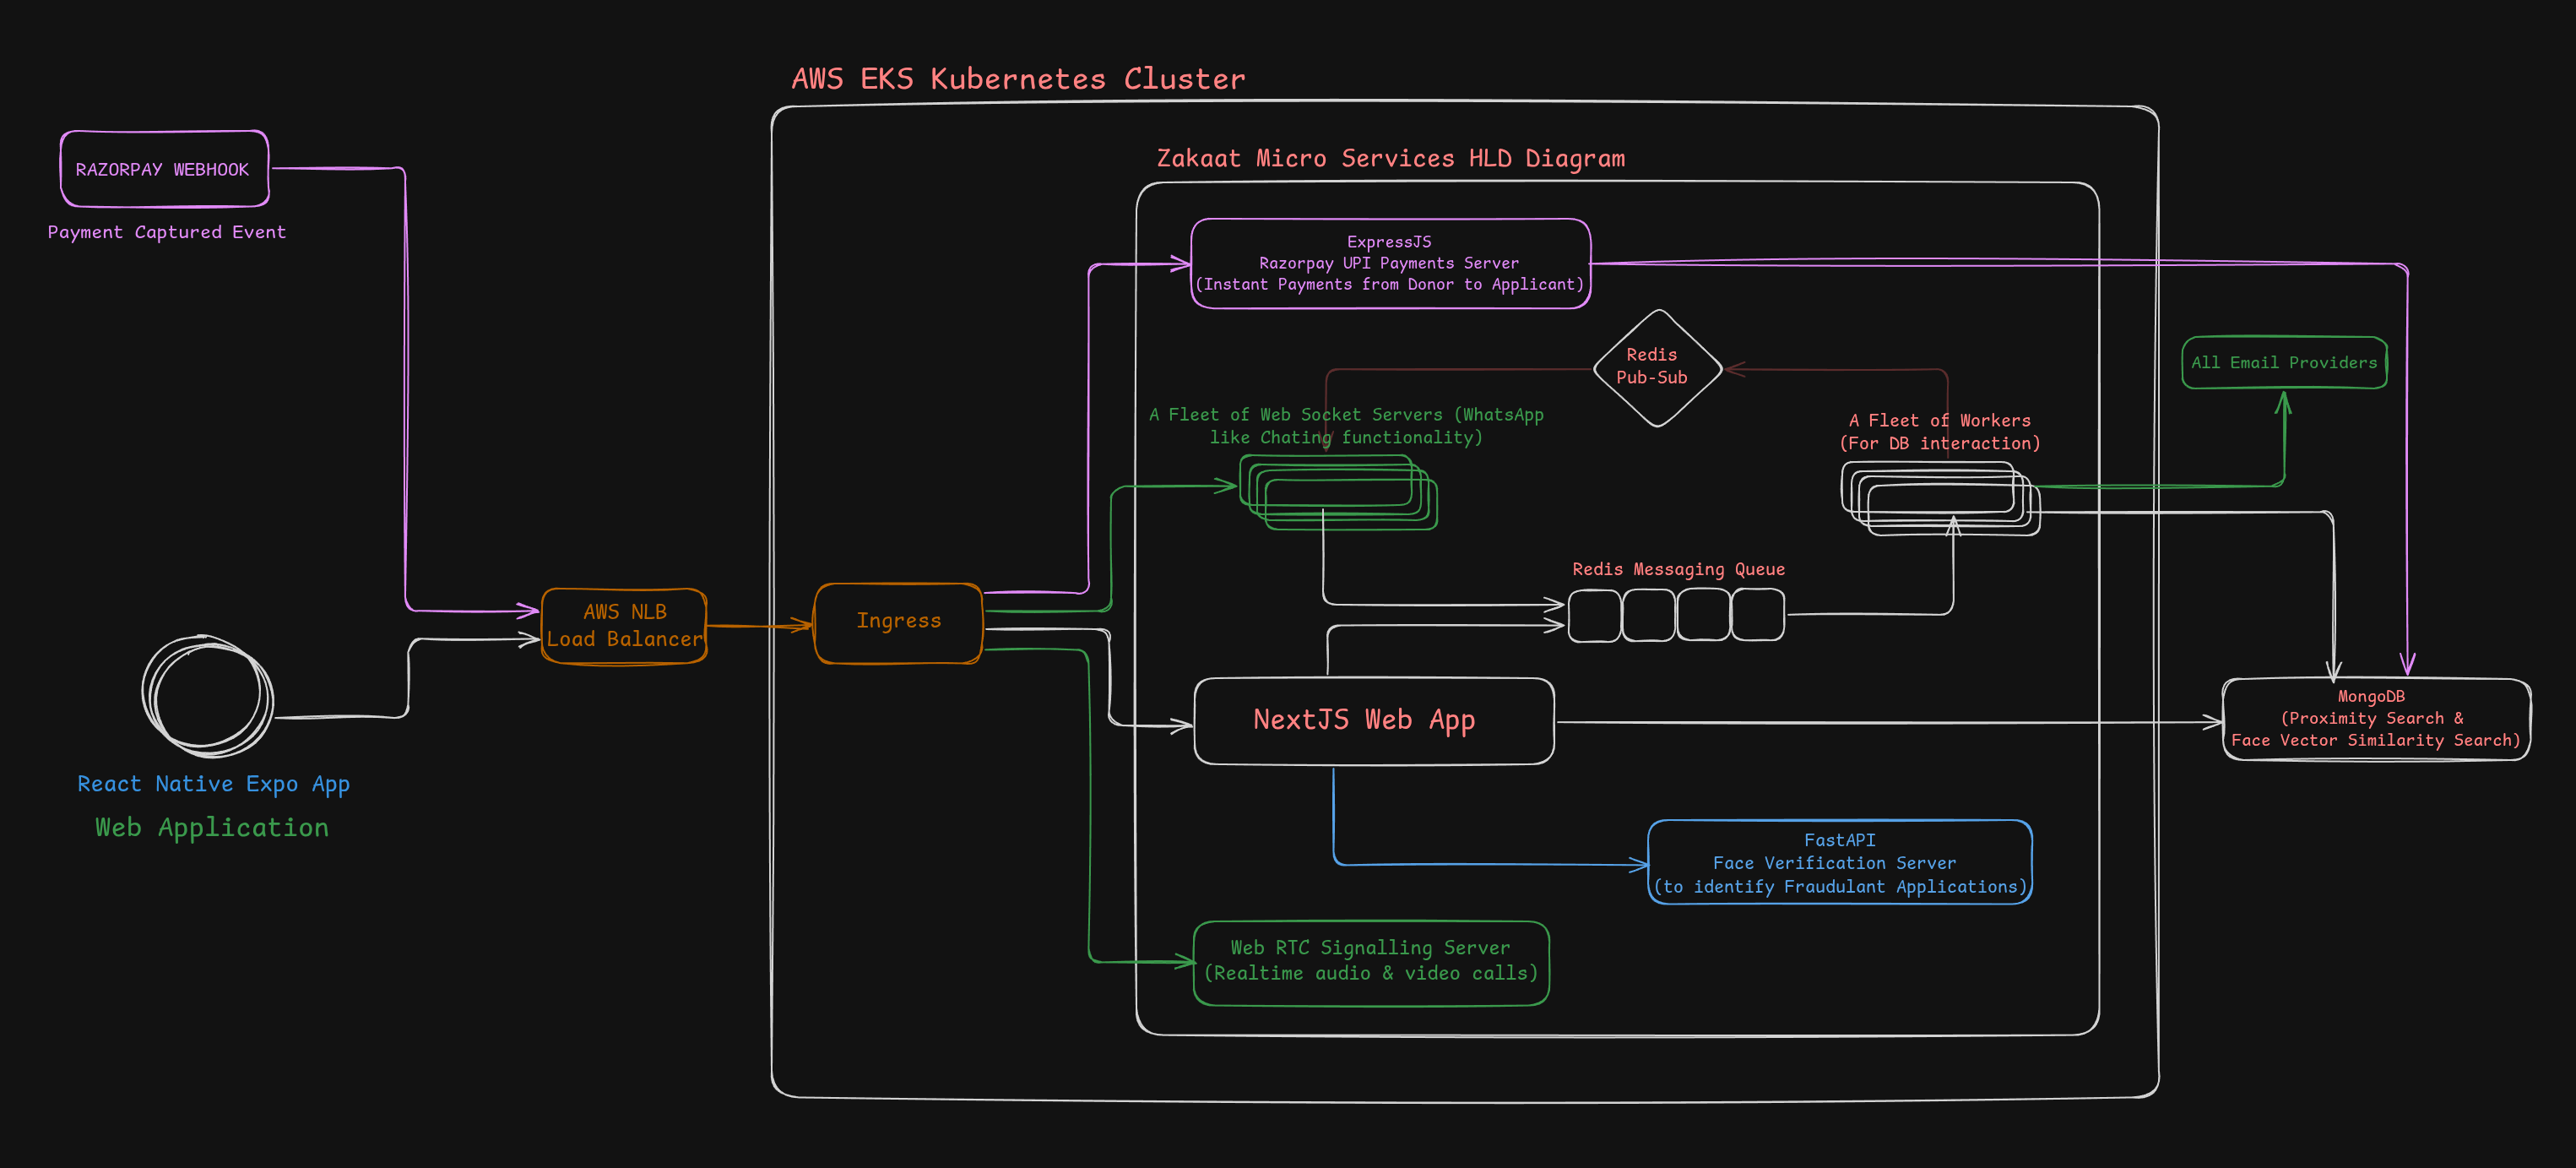 AWS EKS Kubernetes Cluster
RAZORPAY WEBHOOK
Payment Captured Event
Zakaat Micro Services HLD Diagram
ExpressJS
Razorpay UPI Payments Server
(Instant Payments from Donor to Applicant)
Redis
Pub-Sub
All Email Providers
A Fleet of Web Socket Servers (WhatsApp
like Chating functionality)
A Fleet of Workers
(For DB interaction)
Redis Messaging Queue
AWS NLB
Load Balancer
Ingress
NextJS Web App
MongoDB
(Proximity Search &
Face Vector Similarity Search)
React Native Expo App
Web Application
FastAPI
Face Verification Server
(to identify Fraudulant Applications)
Web RTC Signalling Server
(Realtime audio & video calls)